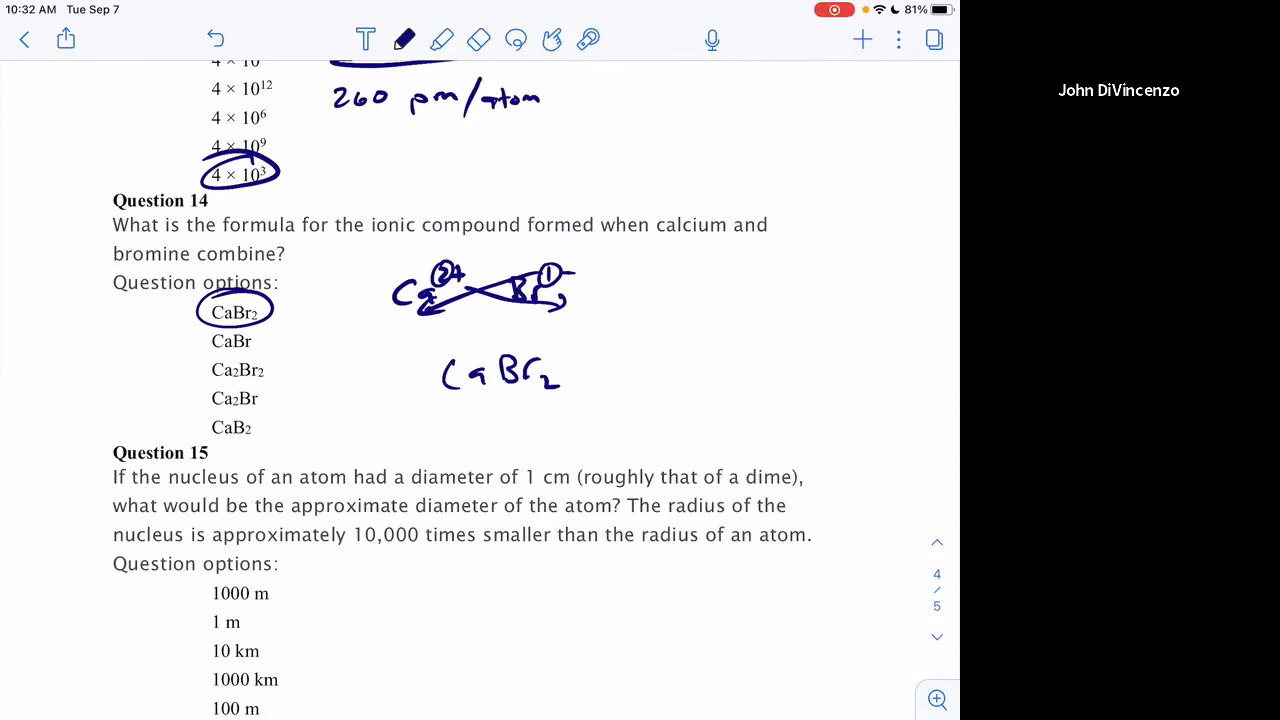 10:32 AM Tue Sep 7
81%
John DiVincenzo
4 × 10
4 × 10¹²
260 pm/atom
4 × 10⁶
4 × 10⁹
4 × 10³
Question 14
What is the formula for the ionic compound formed when calcium and
bromine combine?
Question options:
Ca²⁺ Br¹⁻
CaBr₂
CaBr
Ca₂Br₂
CaBr₂
Ca₂Br
CaB₂
Question 15
If the nucleus of an atom had a diameter of 1 cm (roughly that of a dime),
what would be the approximate diameter of the atom? The radius of the
nucleus is approximately 10,000 times smaller than the radius of an atom.
Question options:
1000 m
1 m
10 km
1000 km
100 m
4
/
5